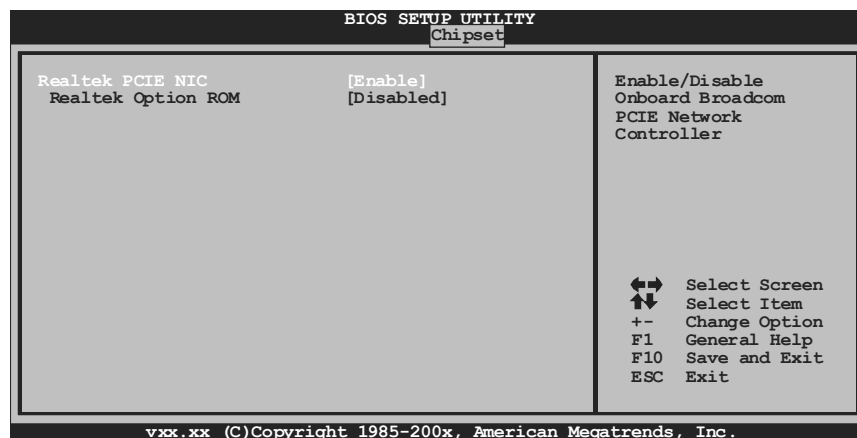 BIOS SETUP UTILITY
Chipset
Realtek PCIE NIC [Enable]
Realtek Option ROM [Disabled]
Enable/Disable
Onboard Broadcom
PCIE Network
Controller
Select Screen
Select Item
+- Change Option
F1 General Help
F10 Save and Exit
ESC Exit
vxx.xx (C)Copyright 1985-200x, American Megatrends, Inc.